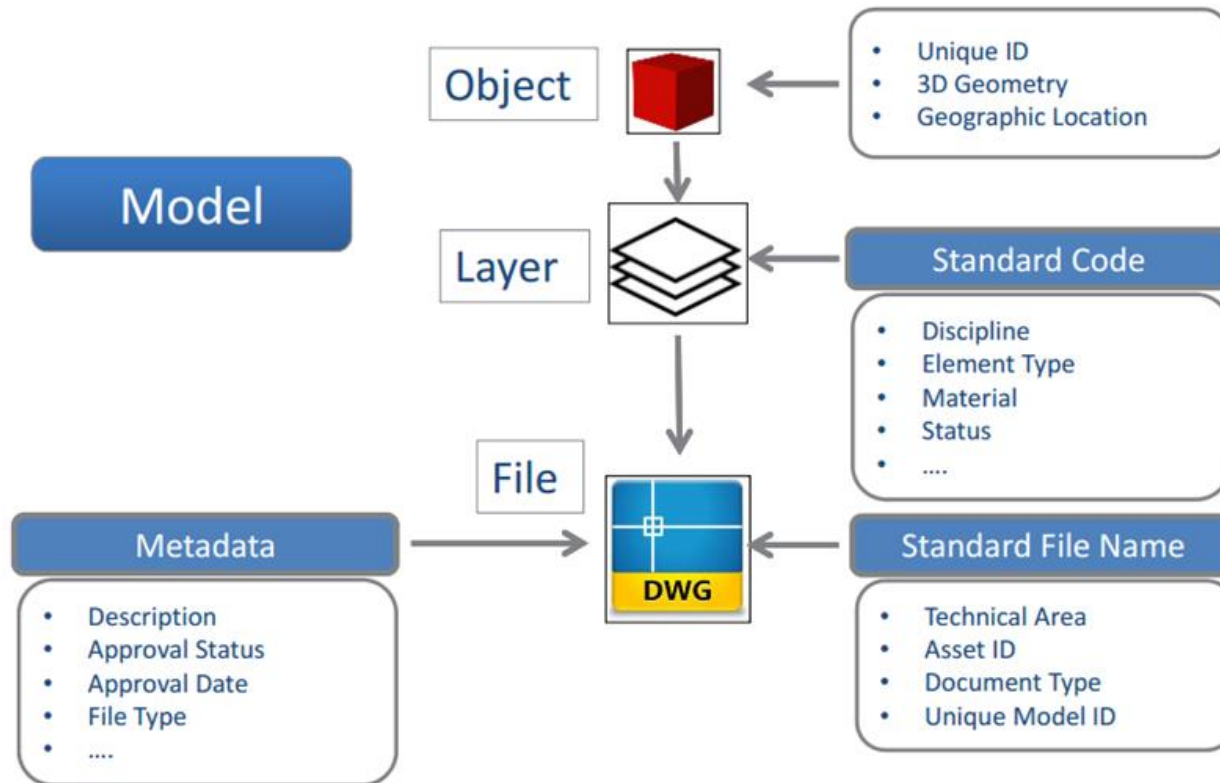 Object
• Unique ID
• 3D Geometry
• Geographic Location
Model
Layer
Standard Code
• Discipline
• Element Type
• Material
• Status
• ....
File
DWG
Metadata
• Description
• Approval Status
• Approval Date
• File Type
• ....
Standard File Name
• Technical Area
• Asset ID
• Document Type
• Unique Model ID